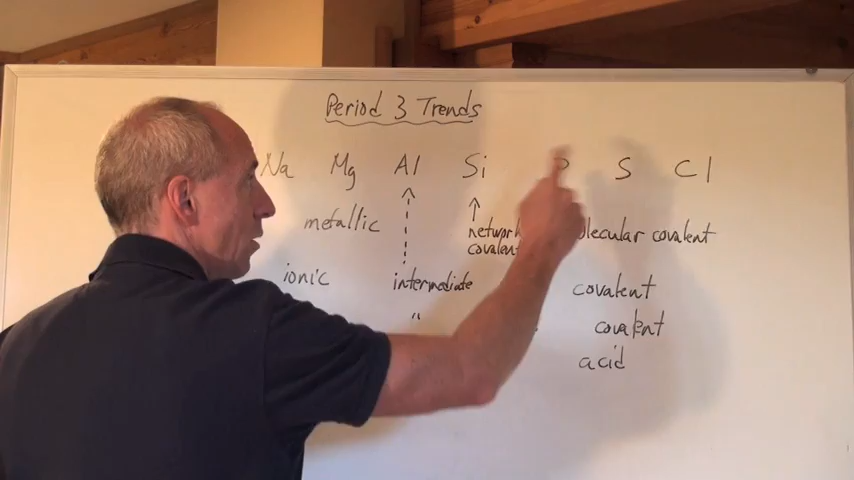 Period 3 Trends
Na Mg Al Si P S Cl
metallic network covalent molecular covalent
ionic intermediate covalent
" covalent
acid